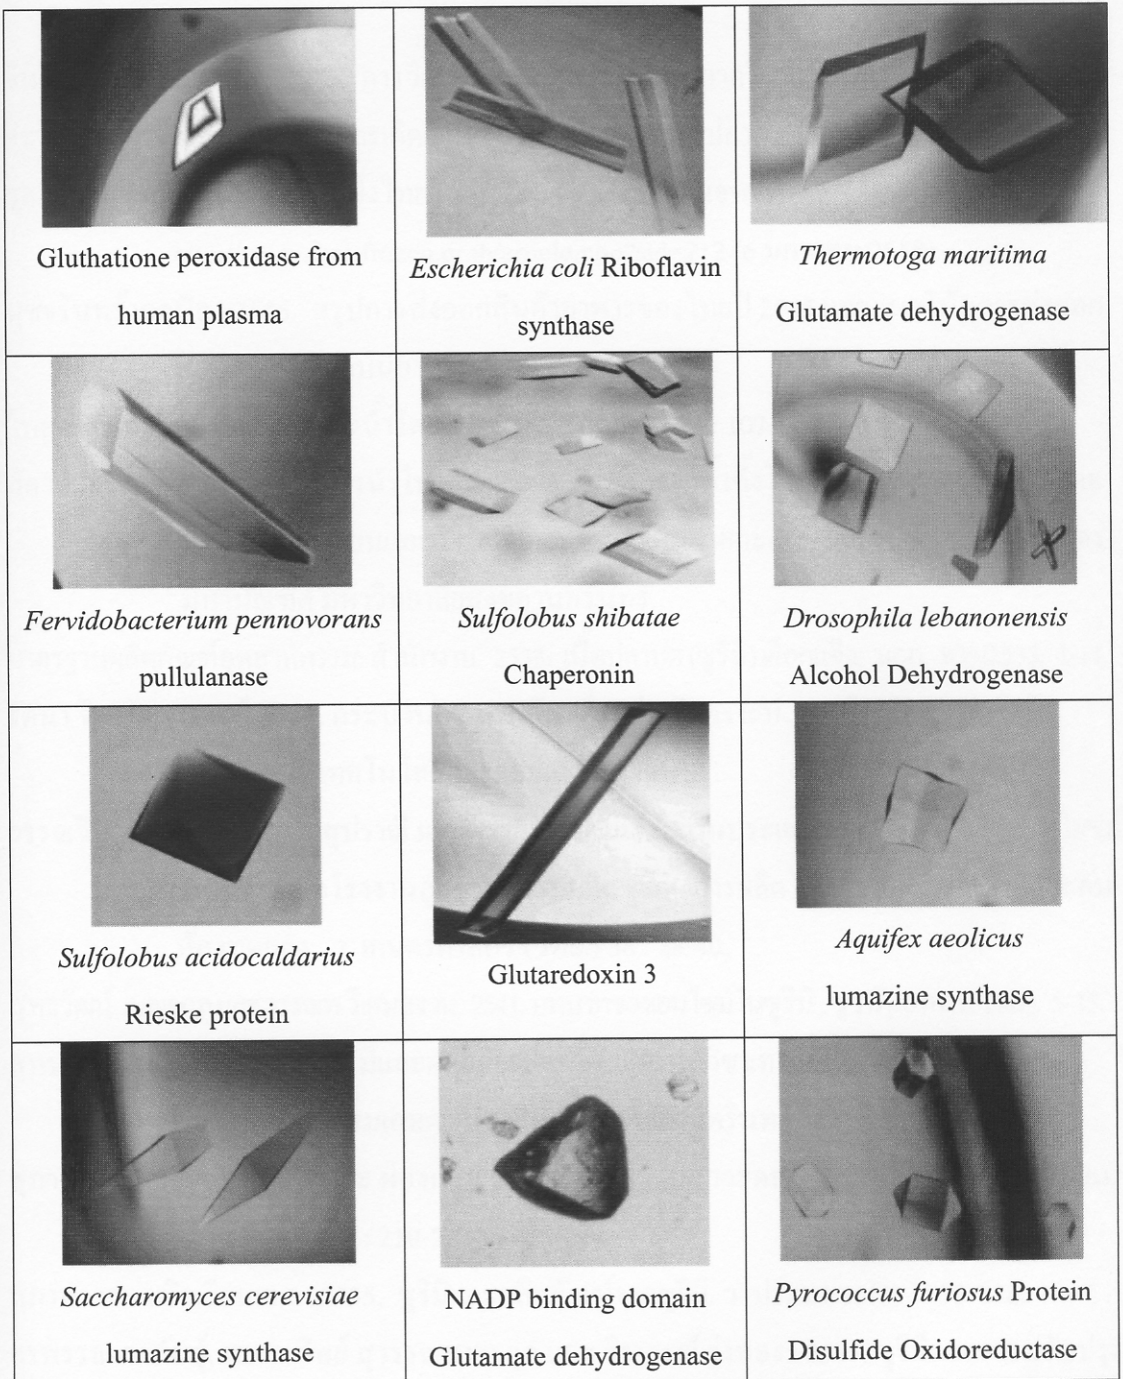 Gluthatione peroxidase from
human plasma
Escherichia coli Riboflavin
synthase
Thermotoga maritima
Glutamate dehydrogenase
Fervidobacterium pennovorans
pullulanase
Sulfolobus shibatae
Chaperonin
Drosophila lebanonensis
Alcohol Dehydrogenase
Sulfolobus acidocaldarius
Rieske protein
Glutaredoxin 3
Aquifex aeolicus
lumazine synthase
Saccharomyces cerevisiae
lumazine synthase
NADP binding domain
Glutamate dehydrogenase
Pyrococcus furiosus Protein
Disulfide Oxidoreductase